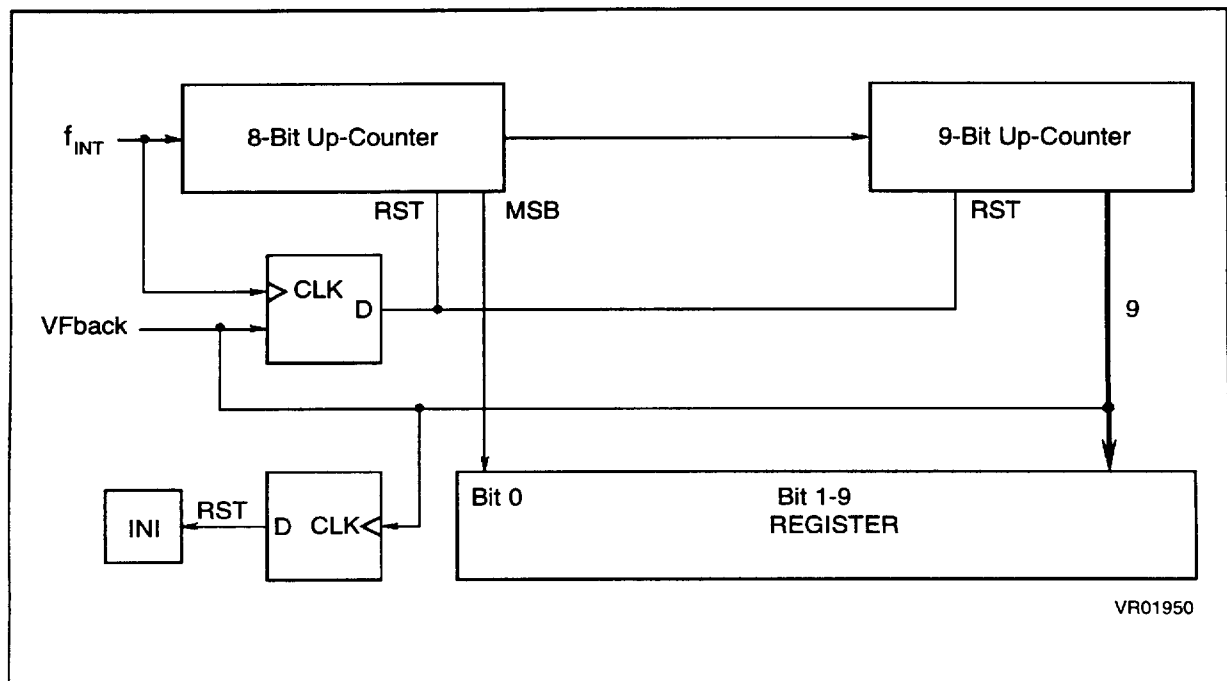 f_INT
8-Bit Up-Counter
9-Bit Up-Counter
RST
MSB
RST
CLK
D
VFback
9
INI
RST
D
CLK
Bit 0
Bit 1-9
REGISTER
VR01950